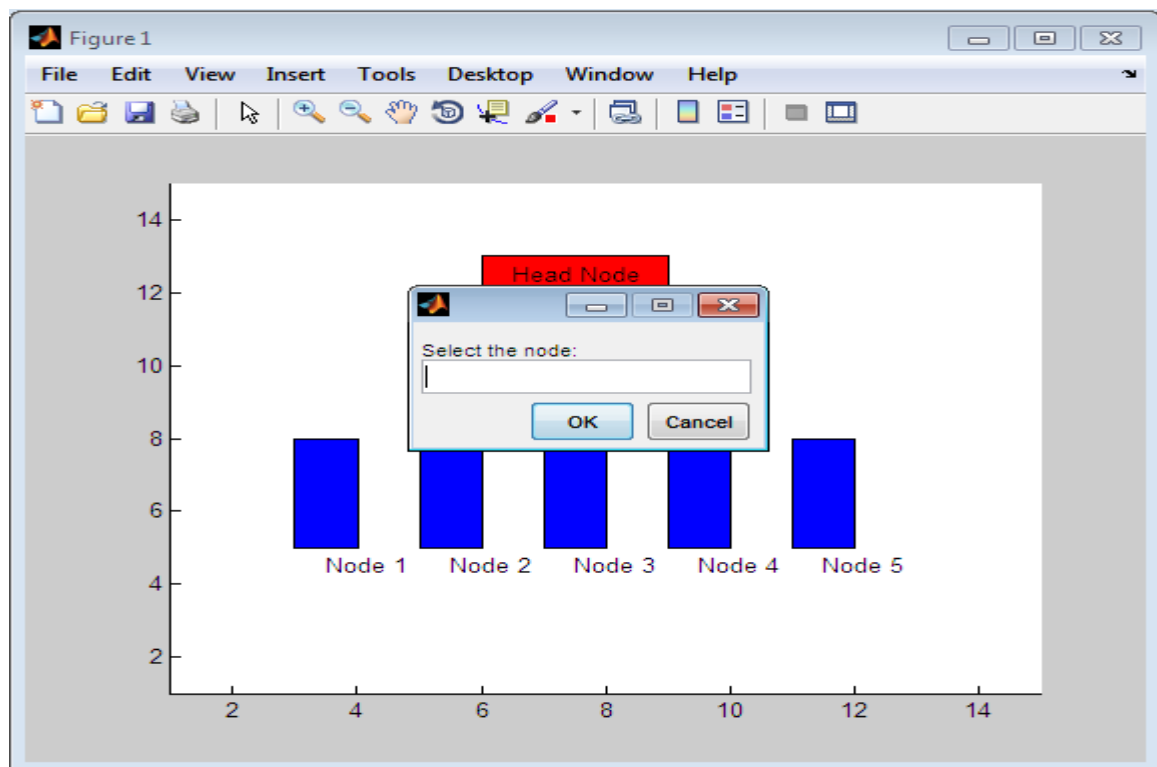 Figure 1
File Edit View Insert Tools Desktop Window Help
14
Head Node
12
Select the node:
10
OK Cancel
8
6
Node 1 Node 2 Node 3 Node 4 Node 5
4
2
2 4 6 8 10 12 14